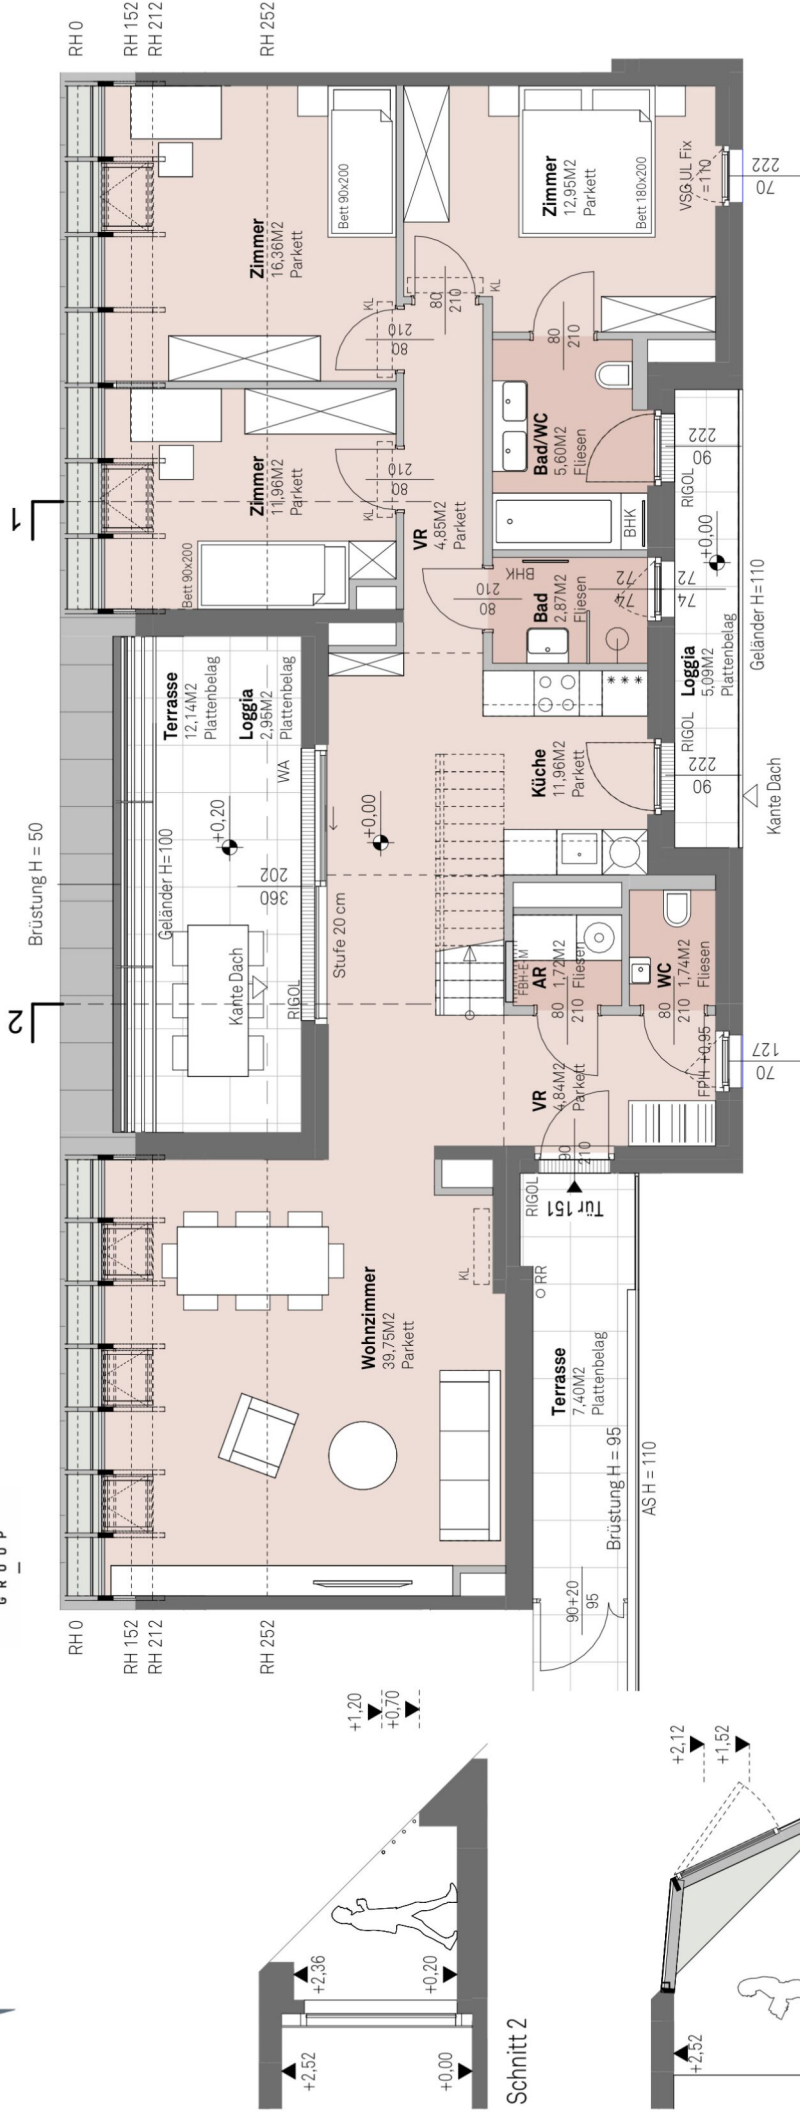 RH 0
RH 152
RH 212
RH 252
1
2
Zimmer
16,36M2
Parkett
Bett 90x200
KL
80
210
Zimmer
12,95M2
Parkett
Bett 180x200
VSG UL Fix
=110
70
222
KL
80
210
80
210
Zimmer
11,96M2
Parkett
Bett 90x200
KL
80
210
VR
4,85M2
Parkett
Bad/WC
5,60M2
Fliesen
BHK
90
222
RIGOL
+0,00
Bad
2,87M2
Fliesen
BHK
80
210
74
72
74
72
Loggia
5,09M2
Plattenbelag
Geländer H=110
RIGOL
90
222
Kante Dach
Küche
11,96M2
Parkett
***
Brüstung H = 50
Terrasse
12,14M2
Plattenbelag
Loggia
2,95M2
Plattenbelag
WA
Geländer H=100
+0,20
360
202
Stufe 20 cm
+0,00
Kante Dach
RIGOL
FBH-E-M
AR
1,72M2
Fliesen
80
210
WC
1,74M2
Fliesen
80
210
VR
4,84M2
Parkett
FPH +0,95
70
127
90
210
Tür 151
RIGOL
RR
KL
Wohnzimmer
39,75M2
Parkett
Terrasse
7,40M2
Plattenbelag
Brüstung H = 95
AS H = 110
90+20
95
RH 0
RH 152
RH 212
RH 252
GROUP
+1,20
+0,70
+2,36
+0,20
+2,52
+0,00
Schnitt 2
+2,12
+1,52
+2,52